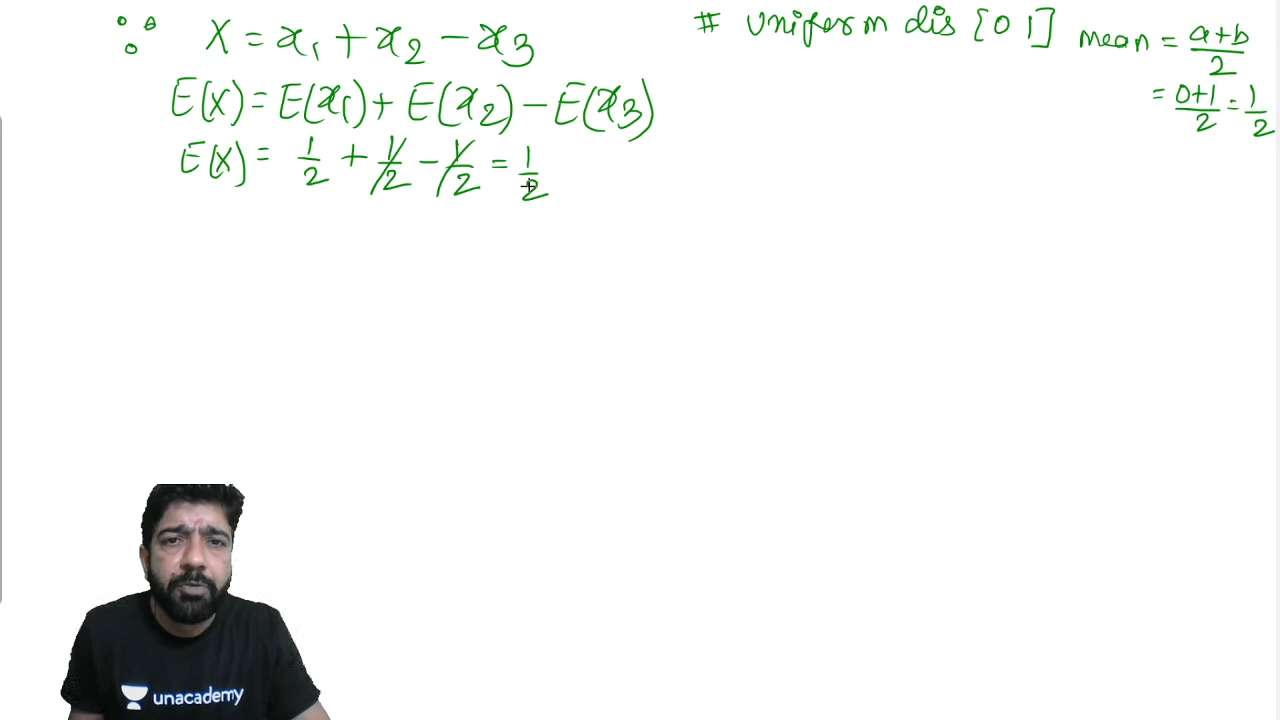 ∵ X = x₁ + x₂ - x3
E(X) = E(x₁) + E(x₂) - E(x3)
E(X) = 1/2 + 1/2 - 1/2 = 1/2
# uniform dis [0 1] mean = a+b/2
= 0+1/2 = 1/2
unacademy